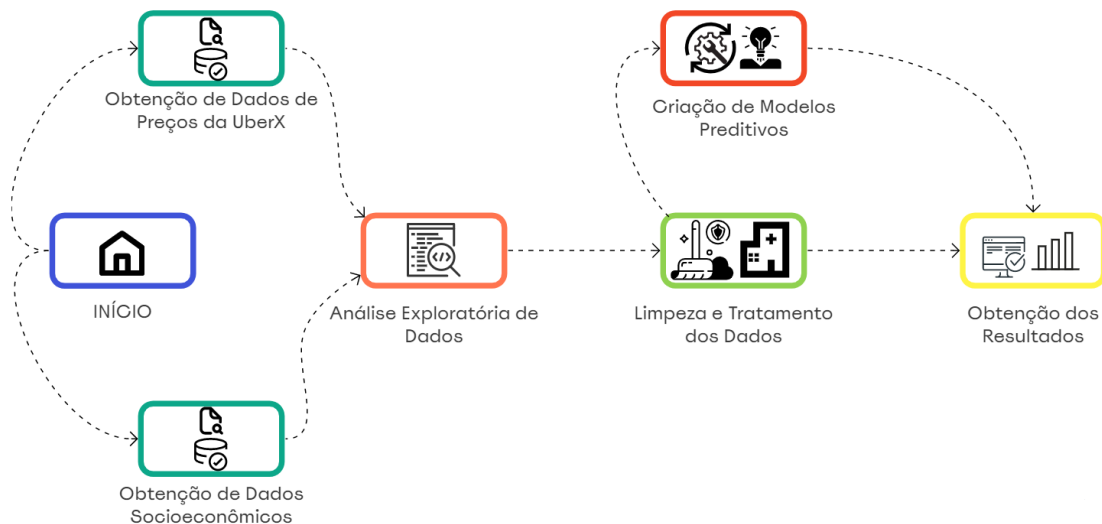 Obtenção de Dados de
Preços da UberX
Criação de Modelos
Preditivos
INÍCIO
Análise Exploratória de
Dados
Limpeza e Tratamento
dos Dados
Obtenção dos
Resultados
Obtenção de Dados
Socioeconômicos